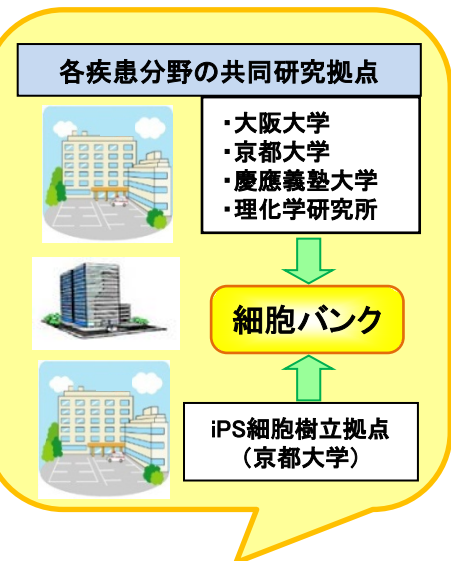 各疾患分野の共同研究拠点
・大阪大学
・京都大学
・慶應義塾大学
・理化学研究所
細胞バンク
iPS細胞樹立拠点
（京都大学）